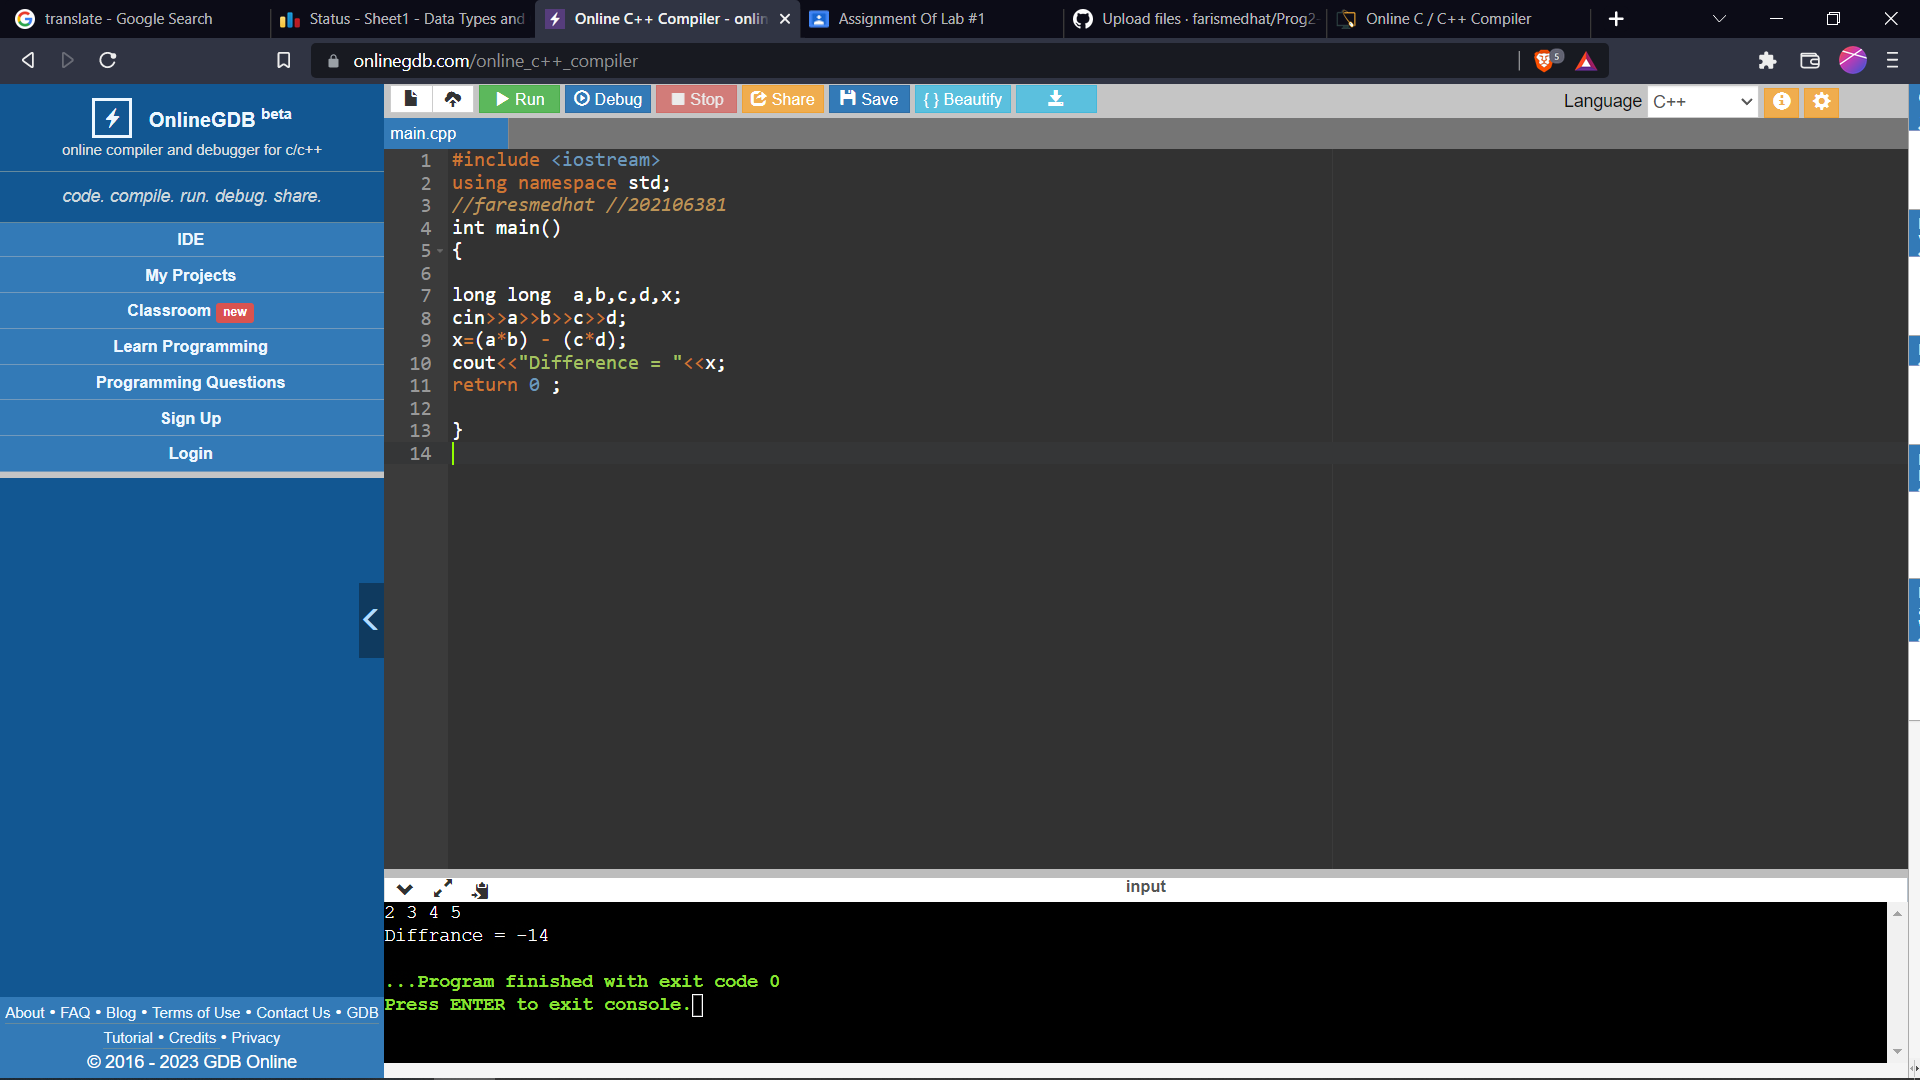 translate - Google Search
Status - Sheet1 - Data Types and
Online C++ Compiler - onlin
Assignment Of Lab #1
Upload files · farismedhat/Prog2-
Online C / C++ Compiler
onlinegdb.com/online_c++_compiler
5
OnlineGDB beta
online compiler and debugger for c/c++
code. compile. run. debug. share.
IDE
My Projects
Classroom new
Learn Programming
Programming Questions
Sign Up
Login
About • FAQ • Blog • Terms of Use • Contact Us • GDB
Tutorial • Credits • Privacy
© 2016 - 2023 GDB Online
Run Debug Stop Share Save {} Beautify
Language C++
main.cpp
1 #include <iostream>
2 using namespace std;
3 //faresmedhat //202106381
4 int main()
5 {
6
7 long long  a,b,c,d,x;
8 cin>>a>>b>>c>>d;
9 x=(a*b) - (c*d);
10 cout<<"Difference = "<<x;
11 return 0 ;
12
13 }
14
input
2 3 4 5
Diffrance = -14
...Program finished with exit code 0
Press ENTER to exit console.